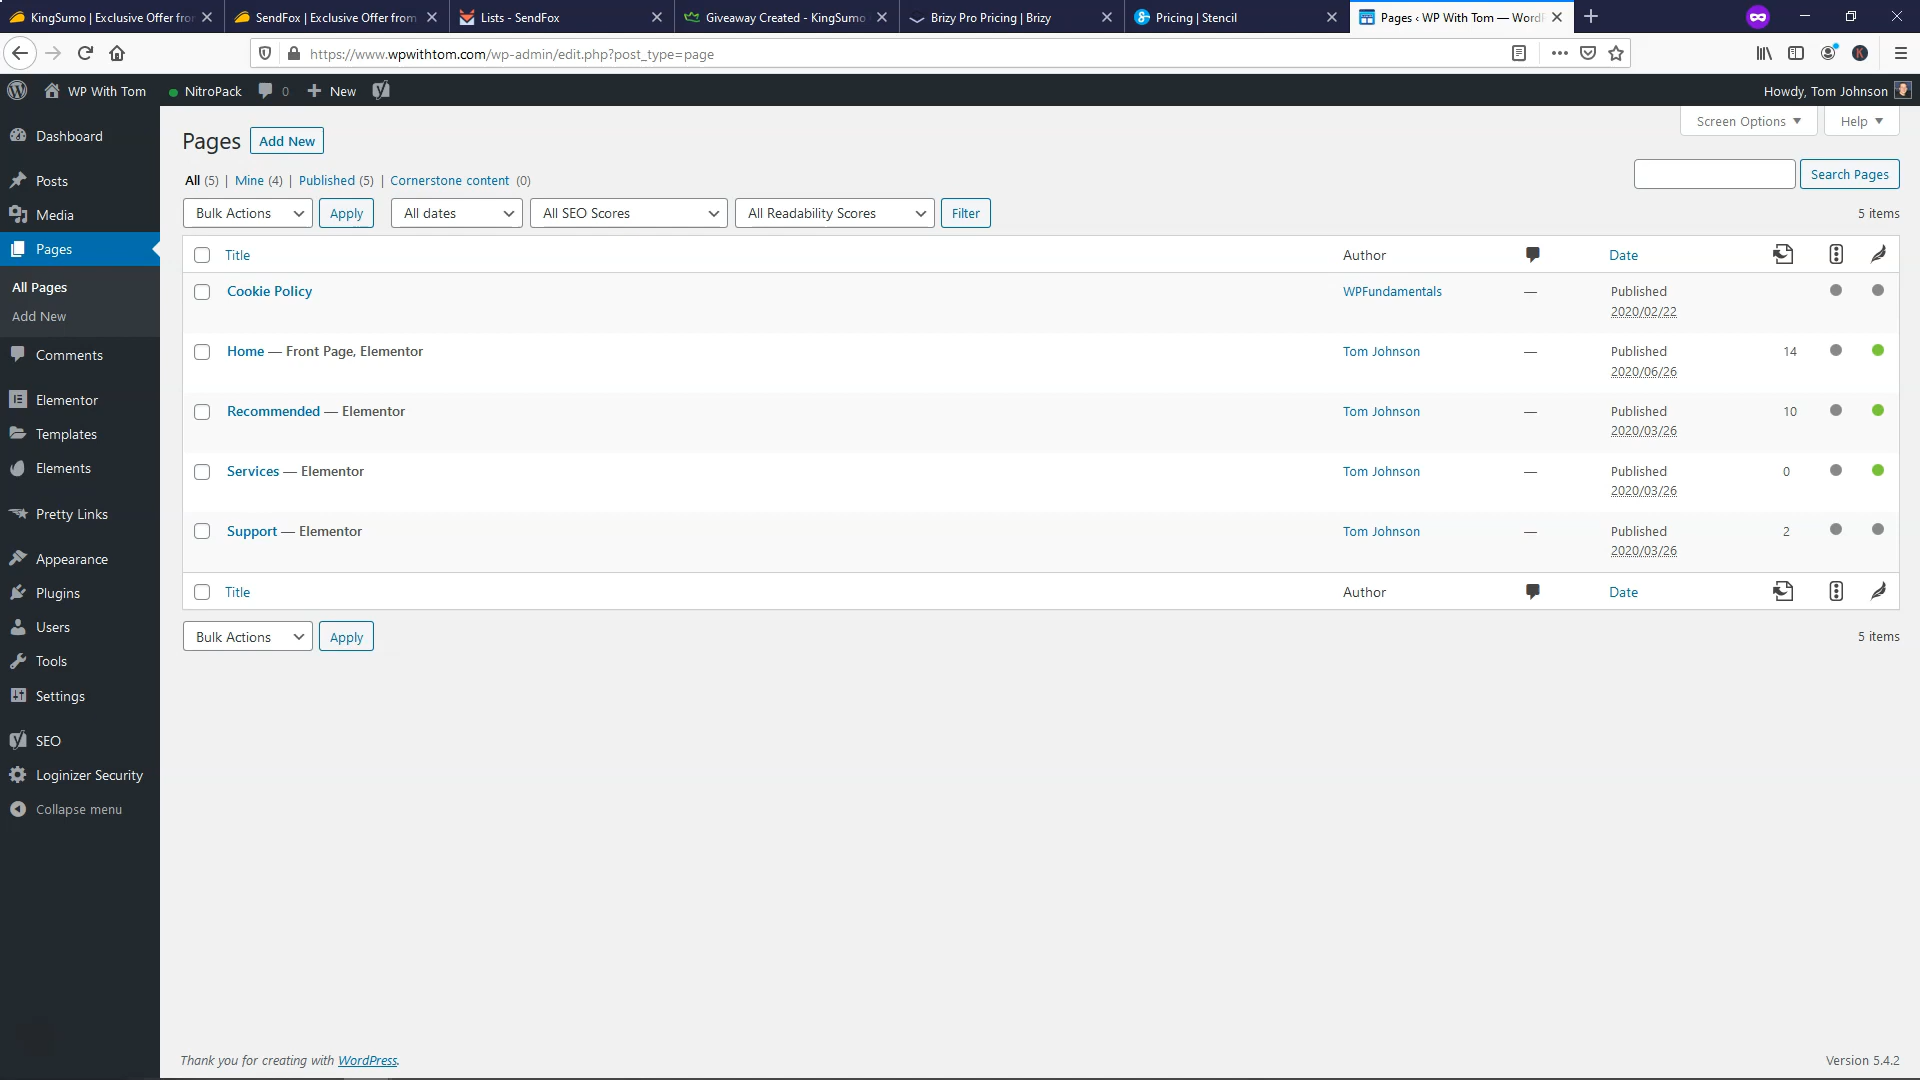 KingSumo | Exclusive Offer fro
SendFox | Exclusive Offer from
Lists - SendFox
Giveaway Created - KingSumo
Brizy Pro Pricing | Brizy
Pricing | Stencil
Pages ‹ WP With Tom — WordP
https://www.wpwithtom.com/wp-admin/edit.php?post_type=page
K
WP With Tom
NitroPack
0
New
Howdy, Tom Johnson
Screen Options
Help
Dashboard
Posts
Media
Pages
All Pages
Add New
Comments
Elementor
Templates
Elements
Pretty Links
Appearance
Plugins
Users
Tools
Settings
SEO
Loginizer Security
Collapse menu
Pages Add New
All (5) | Mine (4) | Published (5) | Cornerstone content (0)
Search Pages
Bulk Actions Apply All dates All SEO Scores All Readability Scores Filter 5 items
Title Author Date
Cookie Policy WPFundamentals — Published
2020/02/22
Home — Front Page, Elementor Tom Johnson — Published 14
2020/06/26
Recommended — Elementor Tom Johnson — Published 10
2020/03/26
Services — Elementor Tom Johnson — Published 0
2020/03/26
Support — Elementor Tom Johnson — Published 2
2020/03/26
Title Author Date
Bulk Actions Apply 5 items
Thank you for creating with WordPress. Version 5.4.2